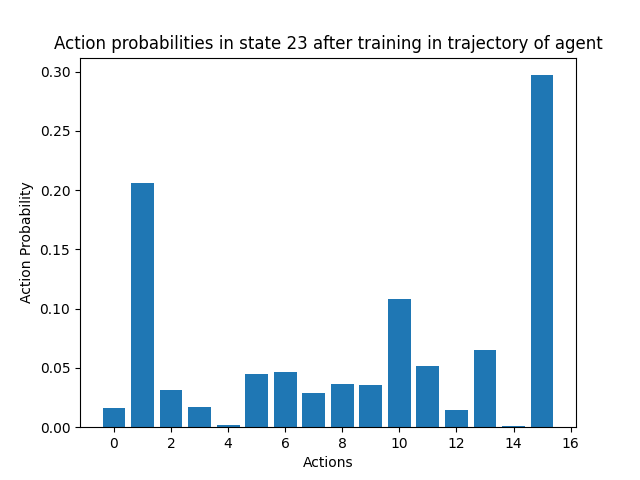 Action probabilities in state 23 after training in trajectory of agent
0.30
0.25
0.20
0.15
0.10
0.05
0.00
Action Probability
0 2 4 6 8 10 12 14 16
Actions